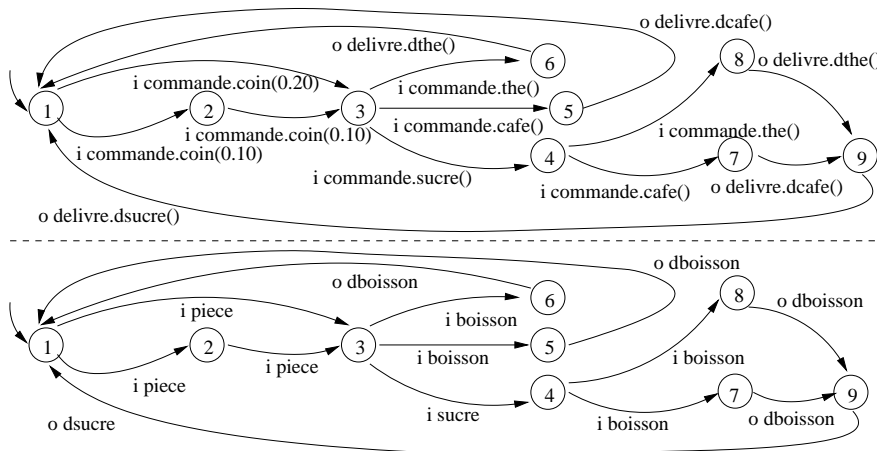 o delivre.dcafe()
o delivre.dthe()
6
8
o delivre.dthe()
i commande.coin(0.20)
i commande.the()
1
2
3
5
i commande.coin(0.10)
i commande.cafe()
i commande.the()
i commande.coin(0.10)
4
7
9
i commande.sucre()
i commande.cafe()
o delivre.dcafe()
o delivre.dsucre()
o dboisson
o dboisson
6
8
o dboisson
i piece
i boisson
1
2
3
5
i piece
i boisson
i boisson
i piece
4
7
9
i sucre
i boisson
o dboisson
o dsucre